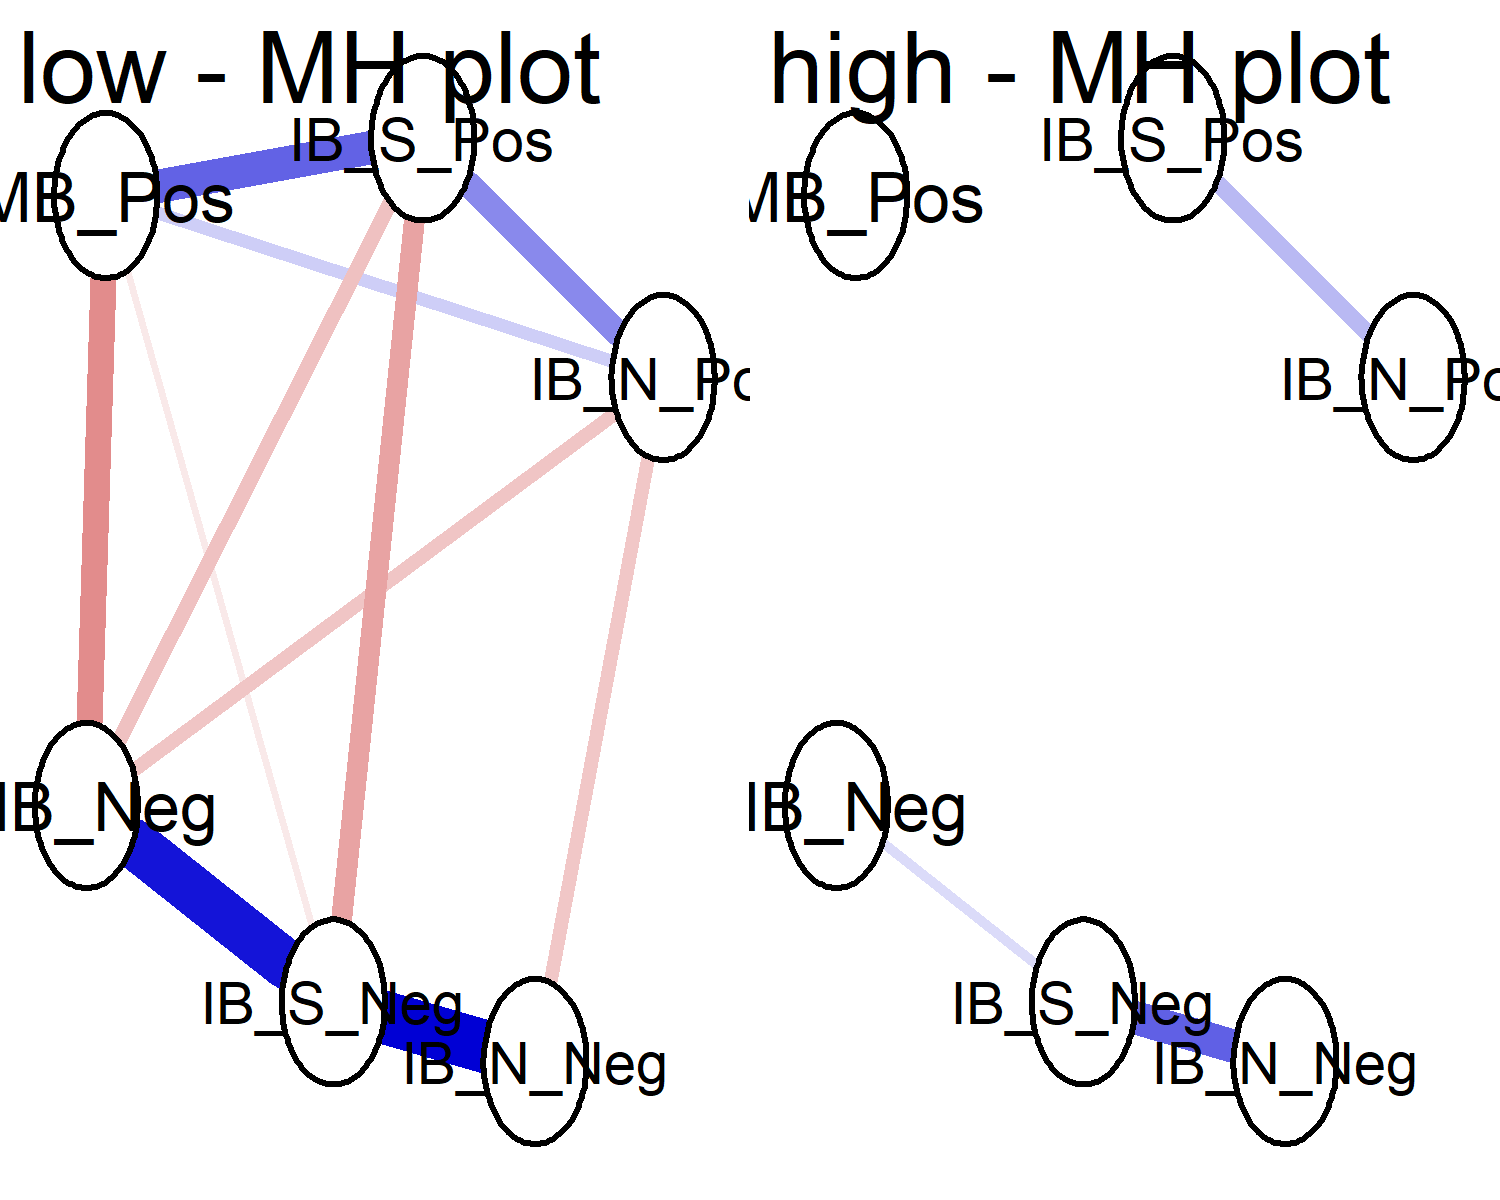 low - MH plot
high - MH plot
IB_S_Pos
IB_S_Pos
MB_Pos
MB_Pos
IB_N_Po
IB_N_Po
IB_Neg
IB_Neg
IB_S_Neg
IB_S_Neg
IB_N_Neg
IB_N_Neg